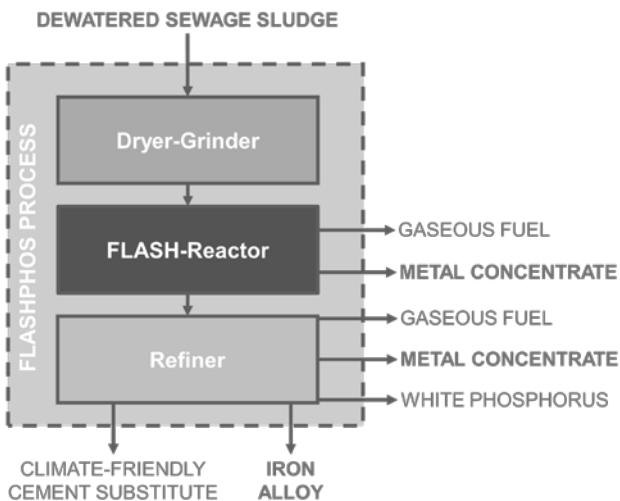 DEWATERED SEWAGE SLUDGE
FLASHPHOS PROCESS
Dryer-Grinder
FLASH-Reactor
GASEOUS FUEL
METAL CONCENTRATE
Refiner
GASEOUS FUEL
METAL CONCENTRATE
WHITE PHOSPHORUS
CLIMATE-FRIENDLY
CEMENT SUBSTITUTE
IRON
ALLOY